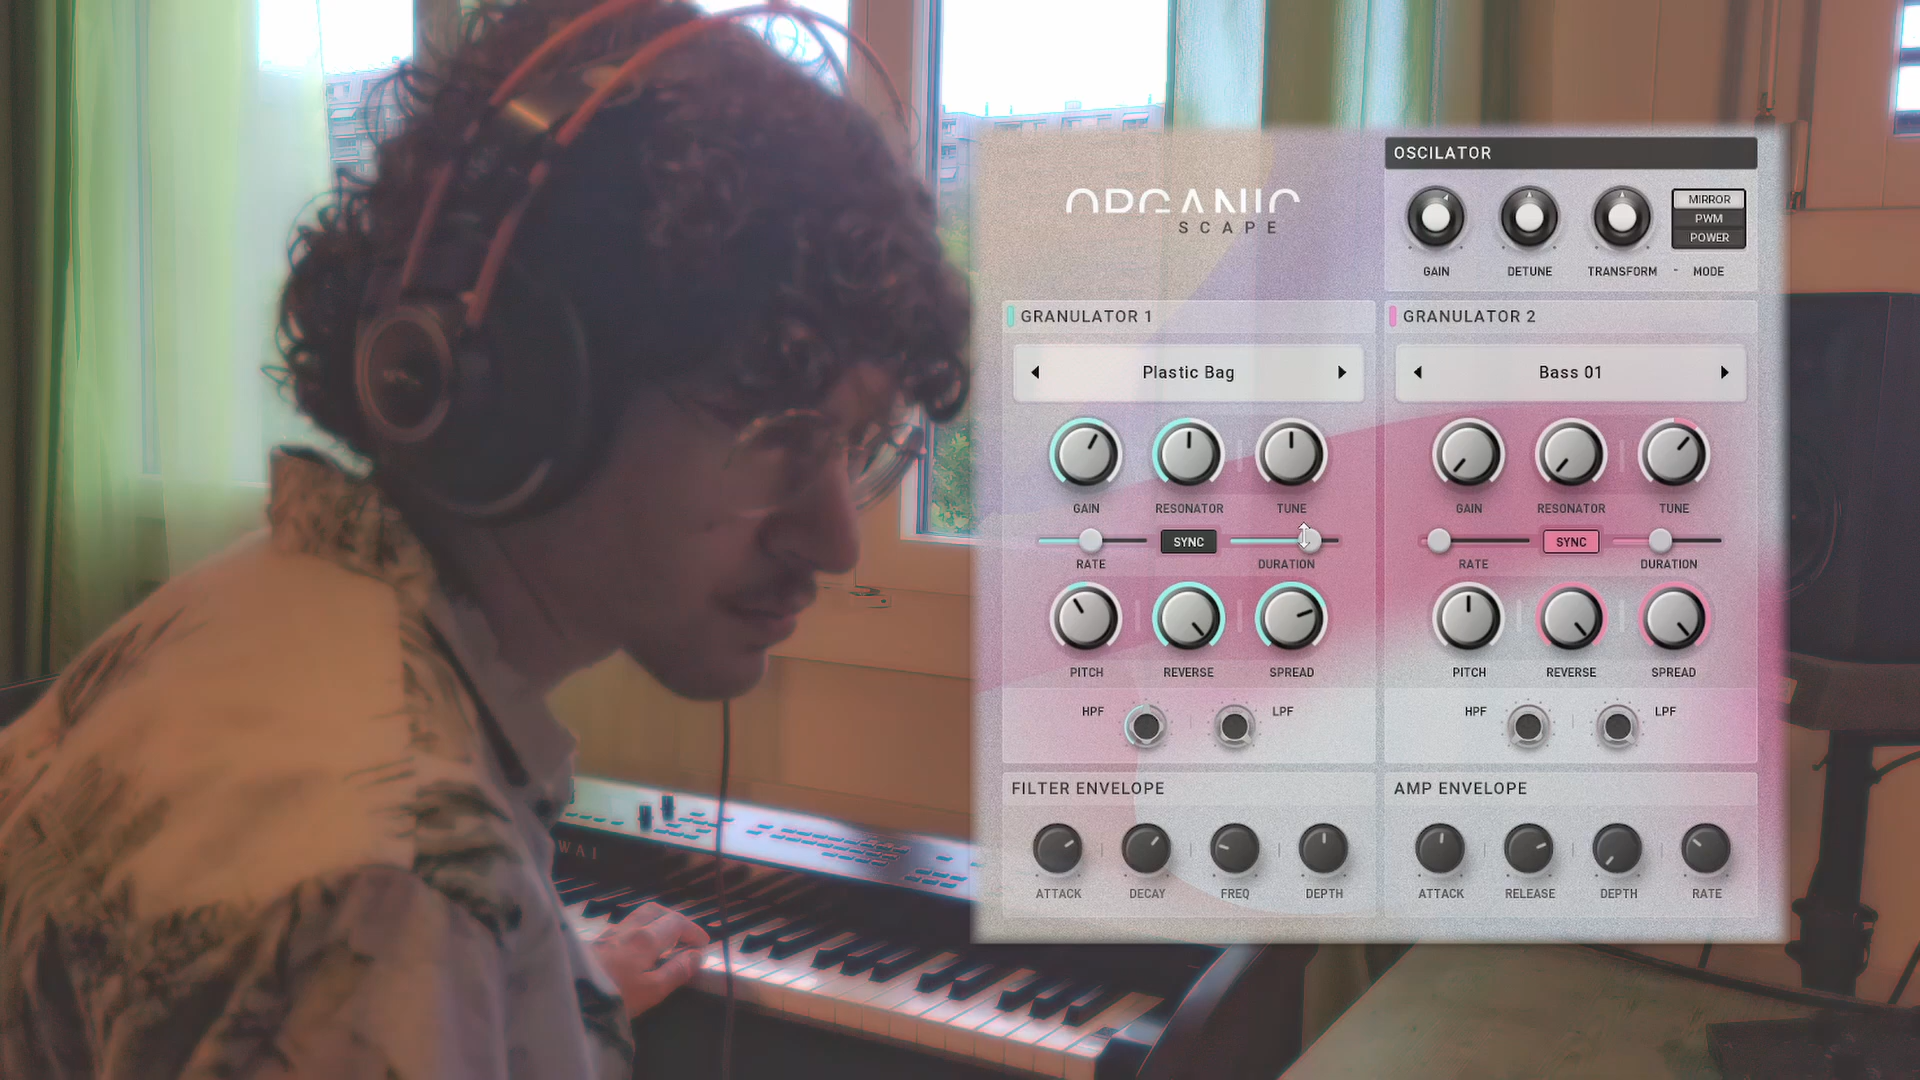 ORGANIC
SCAPE
OSCILATOR
MIRROR
PWM
POWER
GAIN DETUNE TRANSFORM - MODE
GRANULATOR 1
Plastic Bag
GAIN RESONATOR TUNE
SYNC
RATE DURATION
PITCH REVERSE SPREAD
HPF LPF
GRANULATOR 2
Bass 01
GAIN RESONATOR TUNE
SYNC
RATE DURATION
PITCH REVERSE SPREAD
HPF LPF
FILTER ENVELOPE
ATTACK DECAY FREQ DEPTH
AMP ENVELOPE
ATTACK RELEASE DEPTH RATE
WAI